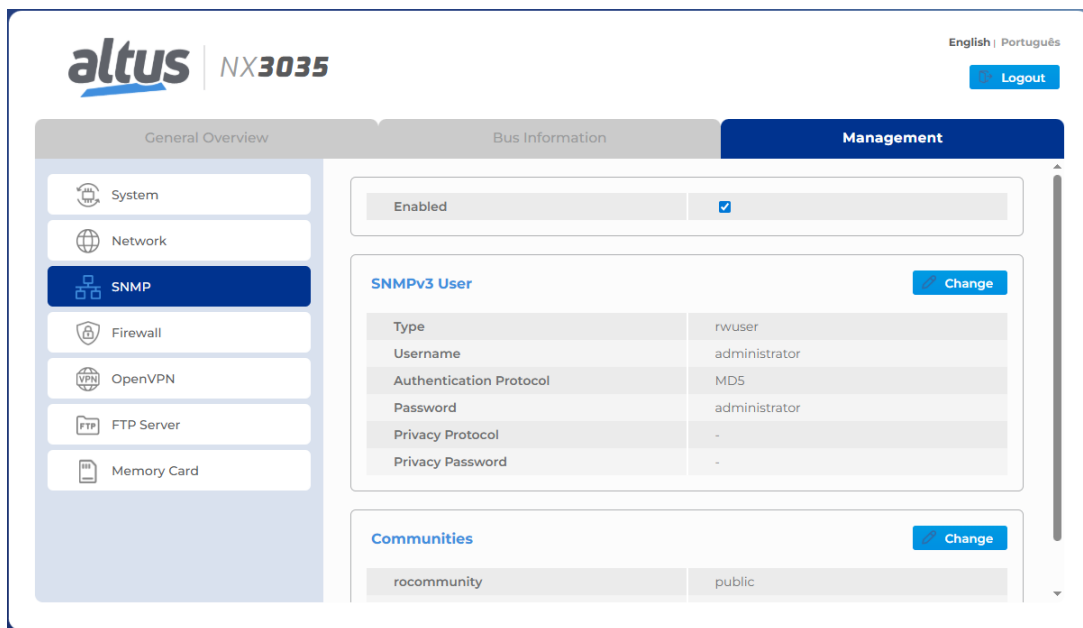 English | Português
altus NX3035
Logout
General Overview Bus Information Management
System
Network
SNMP
Firewall
VPN OpenVPN
FTP FTP Server
Memory Card
Enabled
SNMPv3 User Change
Type rwuser
Username administrator
Authentication Protocol MD5
Password administrator
Privacy Protocol -
Privacy Password -
Communities Change
rocommunity public